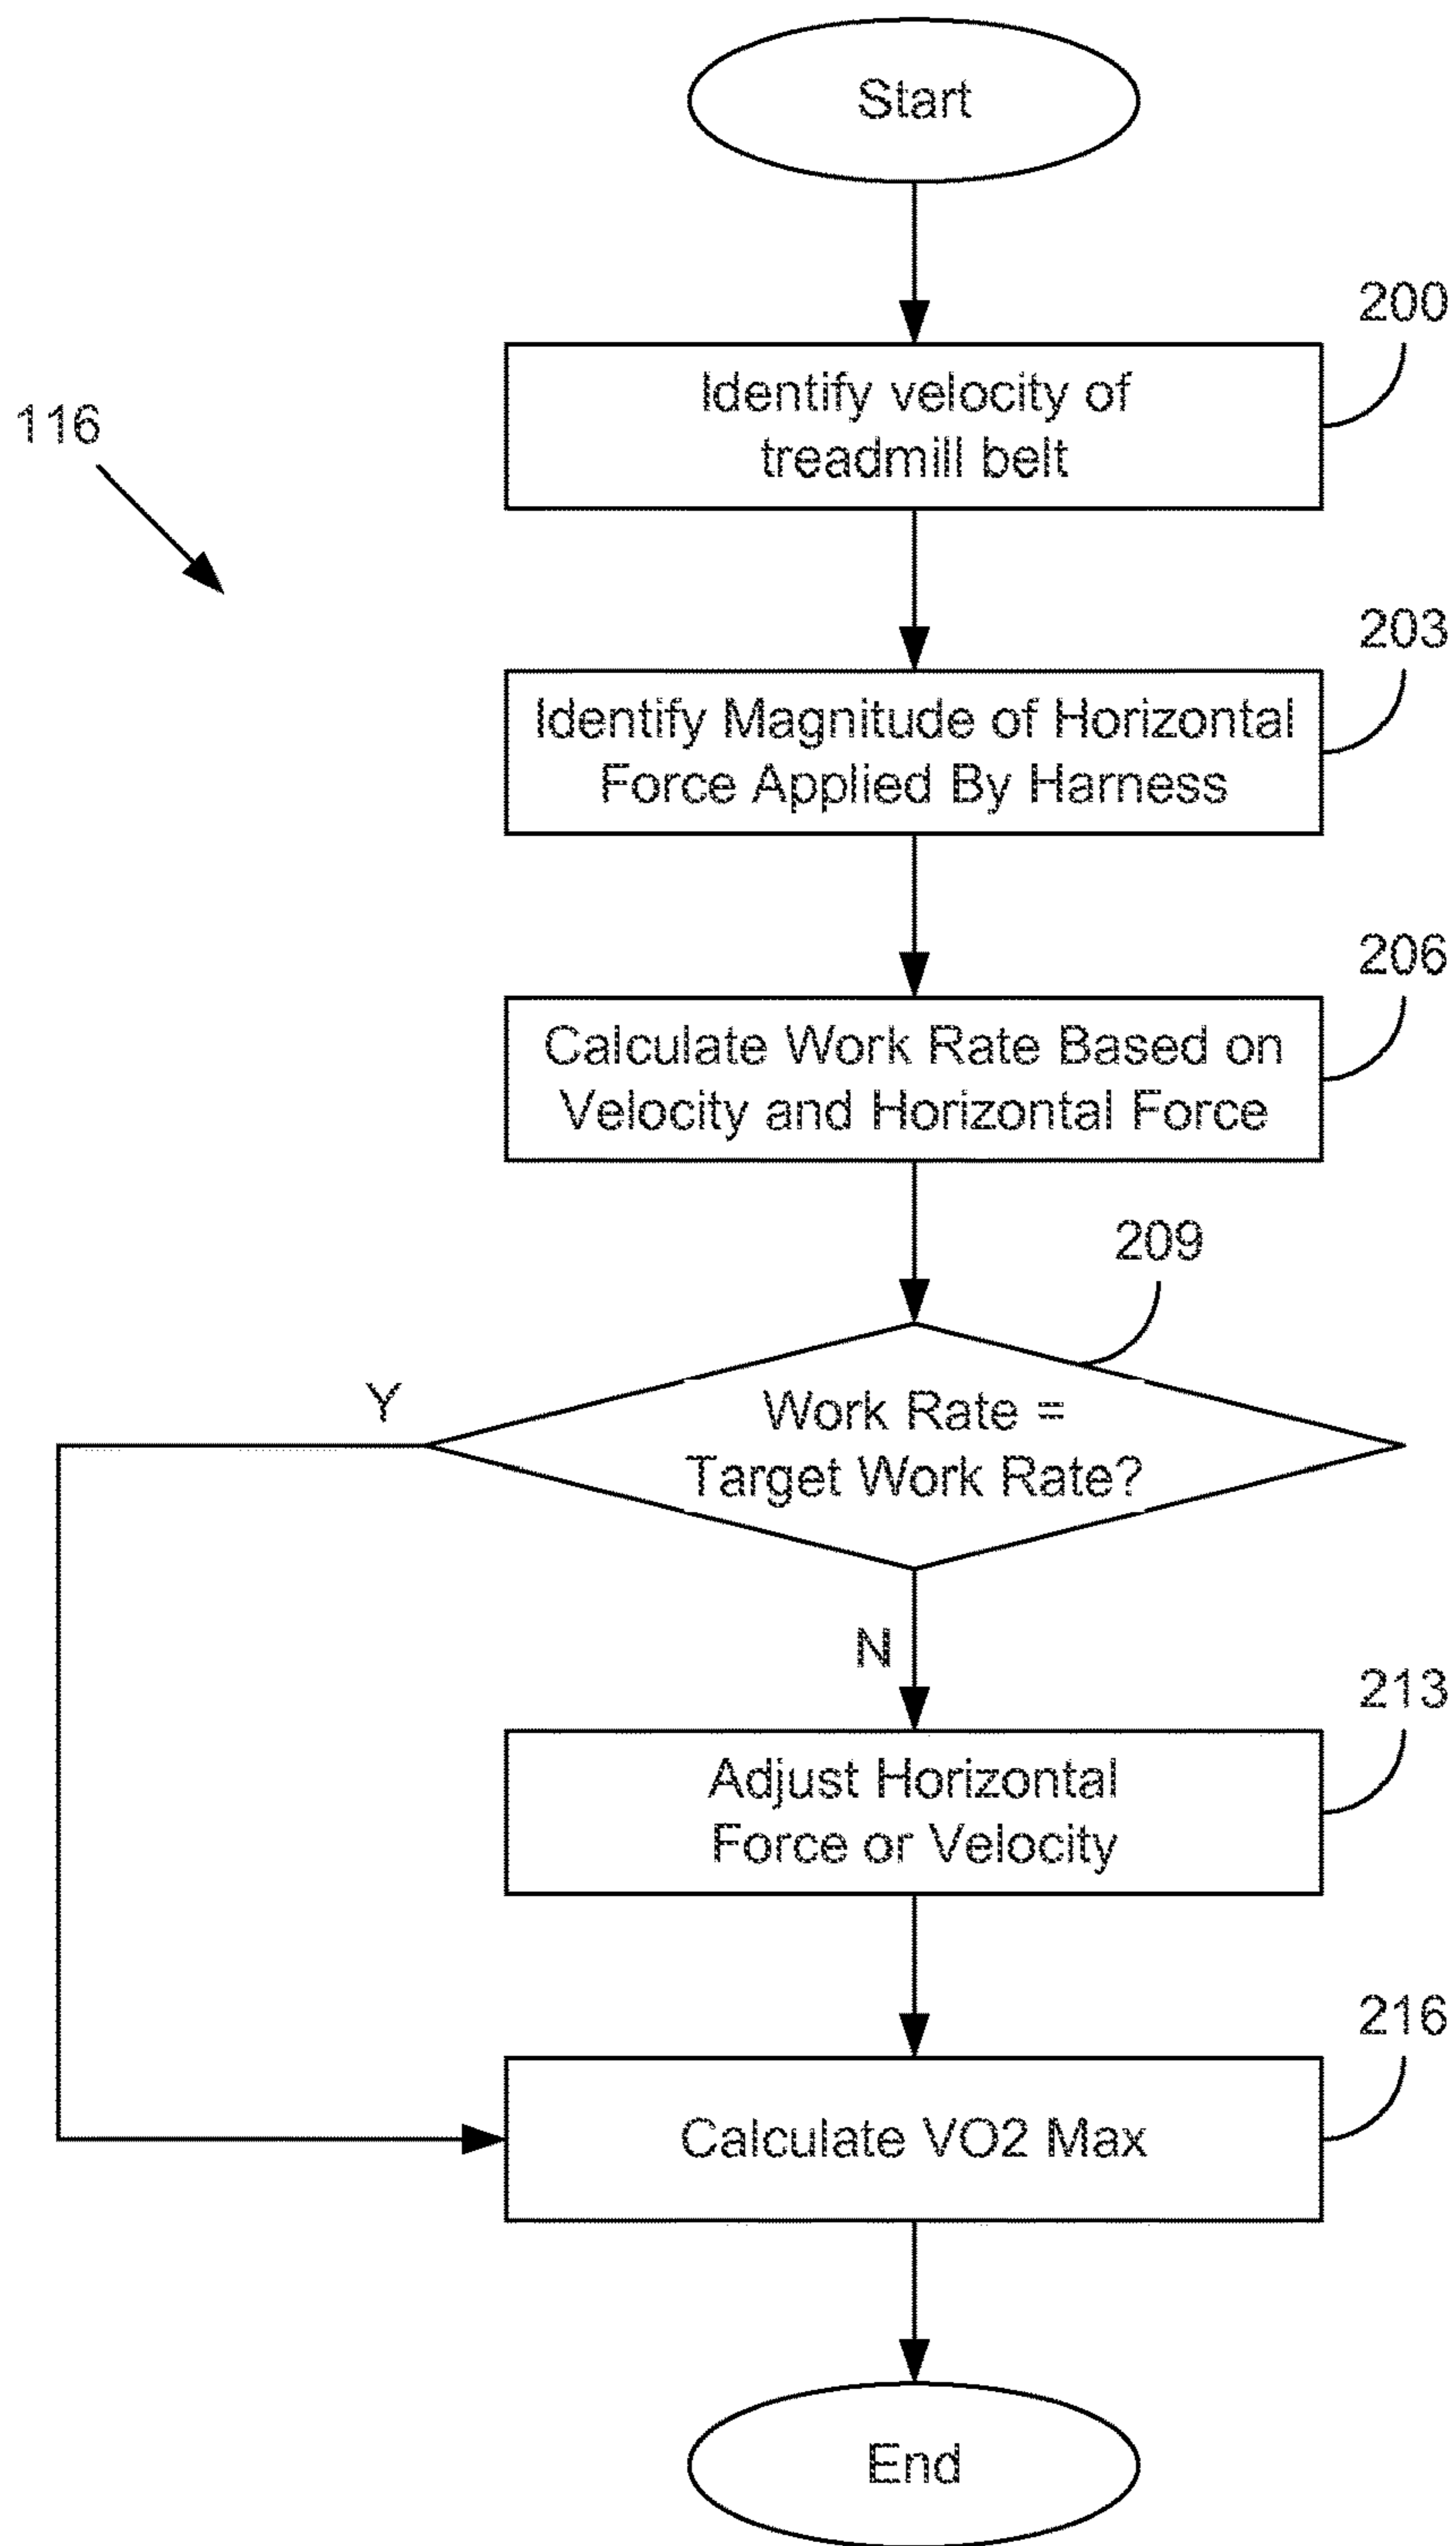 Start
200
Identify velocity of
treadmill belt
116
203
Identify Magnitude of Horizontal
Force Applied By Harness
206
Calculate Work Rate Based on
Velocity and Horizontal Force
209
Y
Work Rate =
Target Work Rate?
N
213
Adjust Horizontal
Force or Velocity
216
Calculate VO2 Max
End